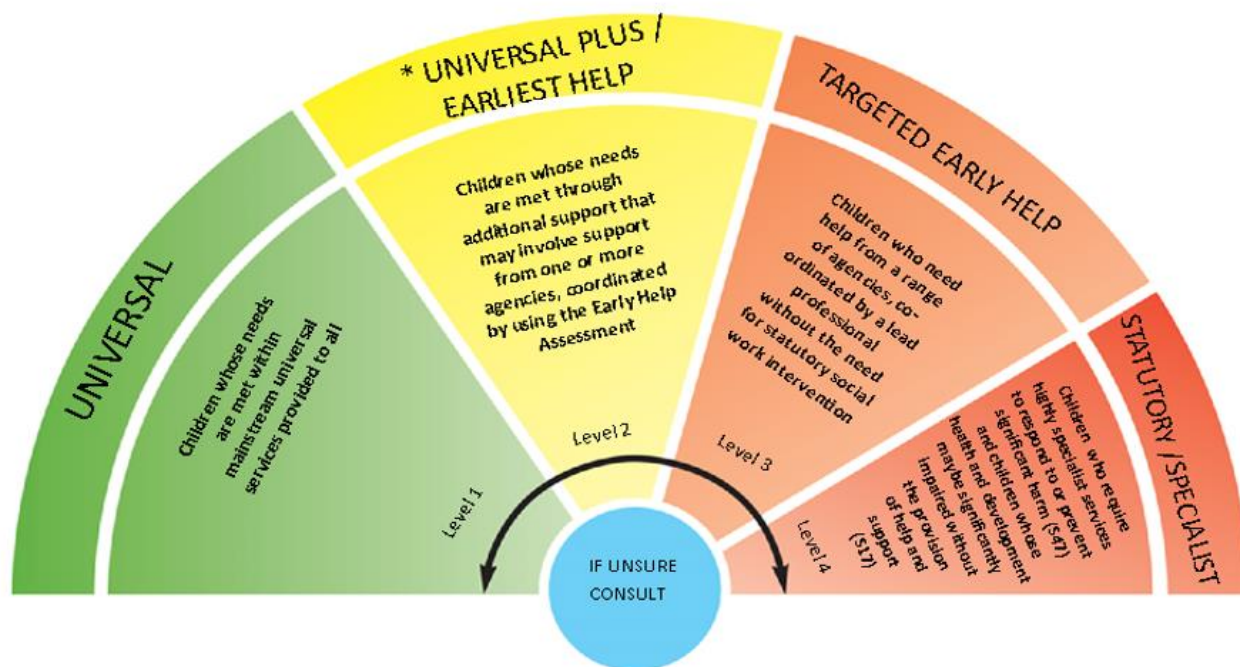 UNIVERSAL
Children whose needs
are met within
mainstream universal
services provided to all
Level 1
* UNIVERSAL PLUS /
EARLIEST HELP
Children whose needs
are met through
additional support that
may involve support
from one or more
agencies, coordinated
by using the Early Help
Assessment
Level 2
TARGETED EARLY HELP
Children who need
help from a range
of agencies, co-
ordinated by a lead
professional
without the need
for statutory social
work intervention
Level 3
STATUTORY / SPECIALIST
Children who require
highly specialist services
to respond to or prevent
significant harm (S47)
and children whose
health and development
maybe significantly
impaired without
the provision
of help and
support
(S17)
Level 4
IF UNSURE
CONSULT